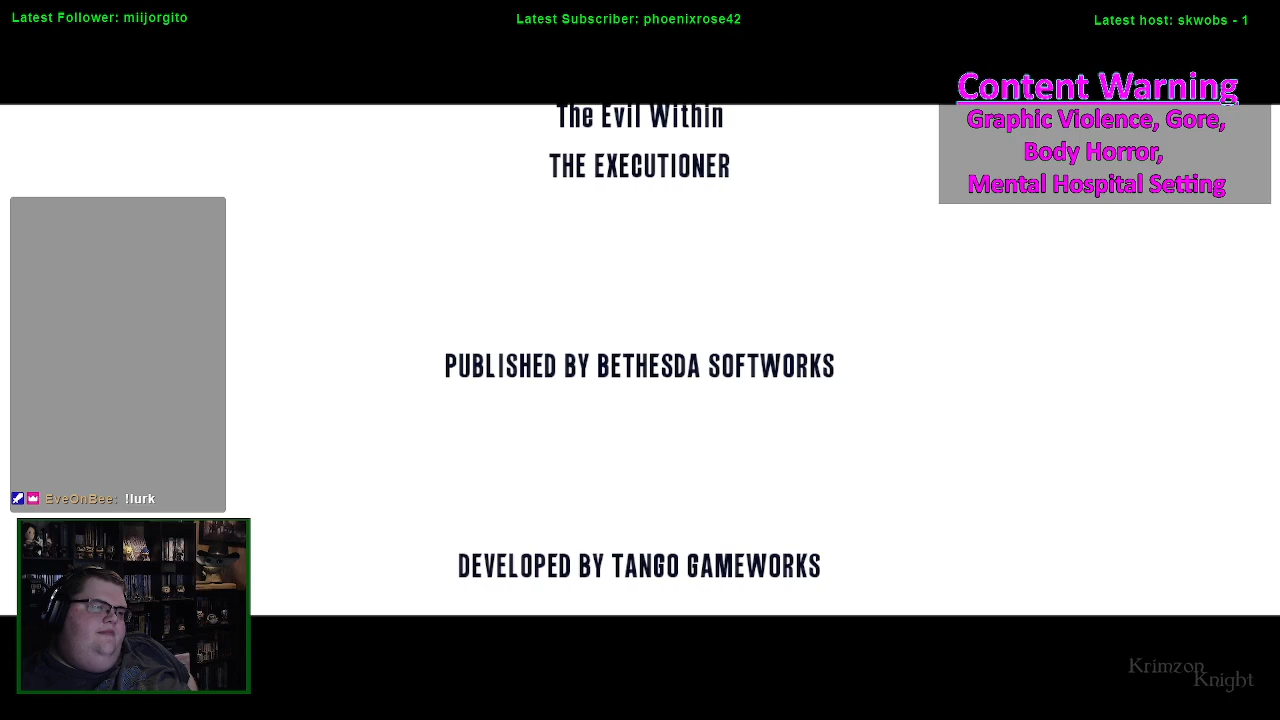 Latest Follower: miijorgito
Latest Subscriber: phoenixrose42
Latest host: skwobs - 1
Content Warning
Graphic Violence, Gore,
Body Horror,
Mental Hospital Setting
The Evil Within
THE EXECUTIONER
PUBLISHED BY BETHESDA SOFTWORKS
DEVELOPED BY TANGO GAMEWORKS
EveOnBee: !lurk
Krimzon
Knight